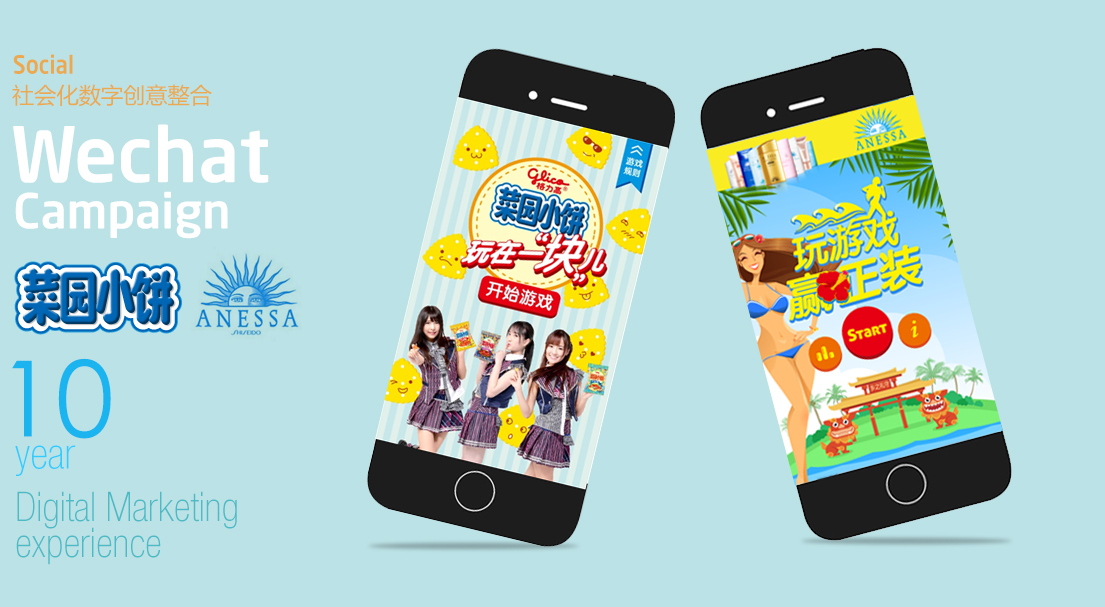 Social
社会化数字创意整合
Wechat
Campaign
菜园小饼
ANESSA
SHISEIDO
10
year
Digital Marketing
experience
游戏
规则
Glico
格力高®
菜园小饼
玩在一“块”儿
开始游戏
ANESSA
玩游戏
赢正装
START
i